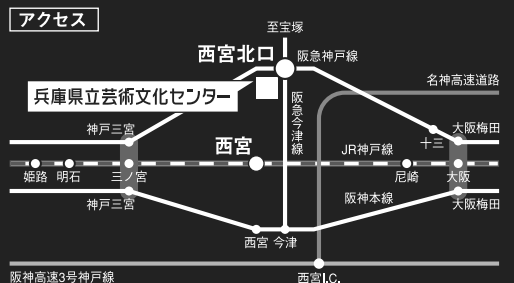 アクセス
至宝塚
西宮北口
阪急神戸線
名神高速道路
兵庫県立芸術文化センター
阪急今津線
神戸三宮
十三
大阪梅田
西宮
JR神戸線
姫路
明石
三ノ宮
尼崎
大阪
神戸三宮
阪神本線
大阪梅田
西宮
今津
阪神高速3号神戸線
西宮I.C.